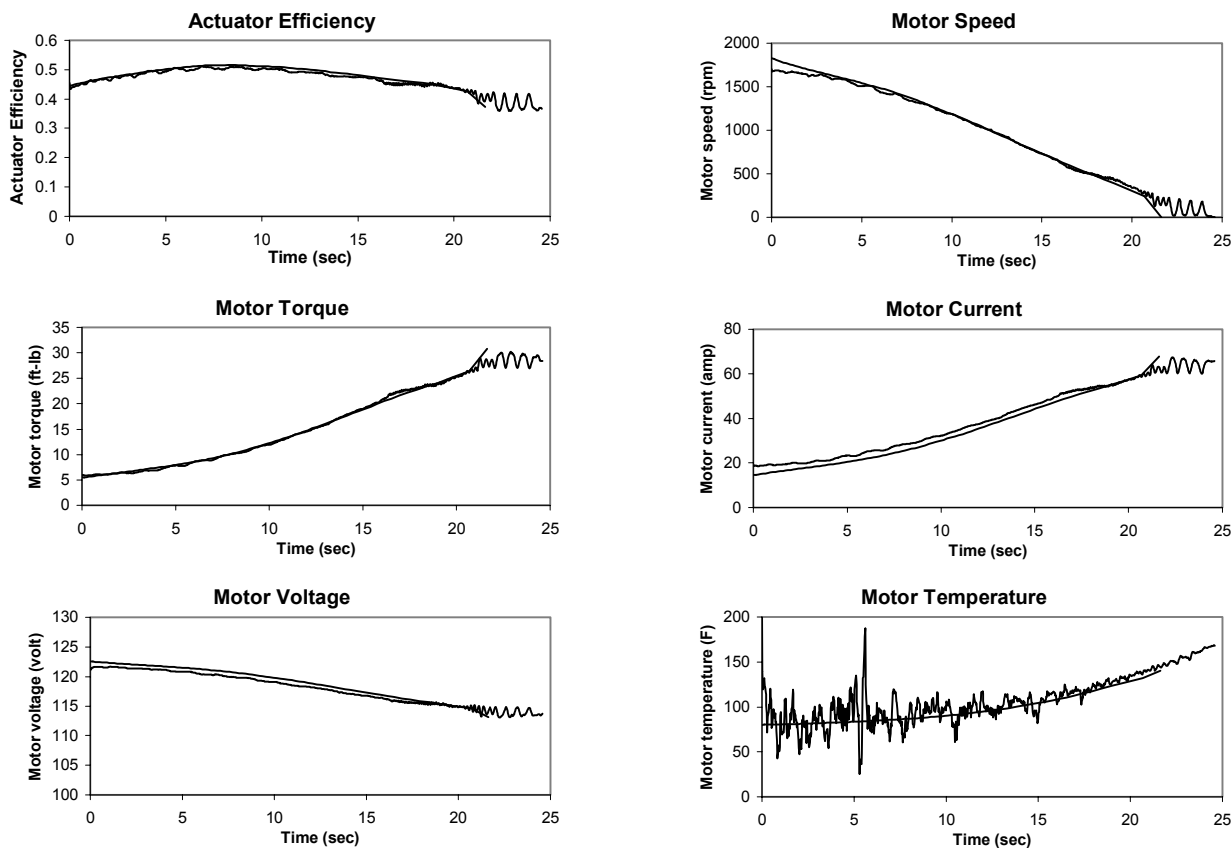 Actuator Efficiency
Actuator Efficiency
0.6
0.5
0.4
0.3
0.2
0.1
0
0 5 10 15 20 25
Time (sec)
Motor Speed
Motor speed (rpm)
2000
1500
1000
500
0
0 5 10 15 20 25
Time (sec)
Motor Torque
Motor torque (ft-lb)
35
30
25
20
15
10
5
0
0 5 10 15 20 25
Time (sec)
Motor Current
Motor current (amp)
80
60
40
20
0
0 5 10 15 20 25
Time (sec)
Motor Voltage
Motor voltage (volt)
130
125
120
115
110
105
100
0 5 10 15 20 25
Time (sec)
Motor Temperature
Motor temperature (F)
200
150
100
50
0
0 5 10 15 20 25
Time (sec)